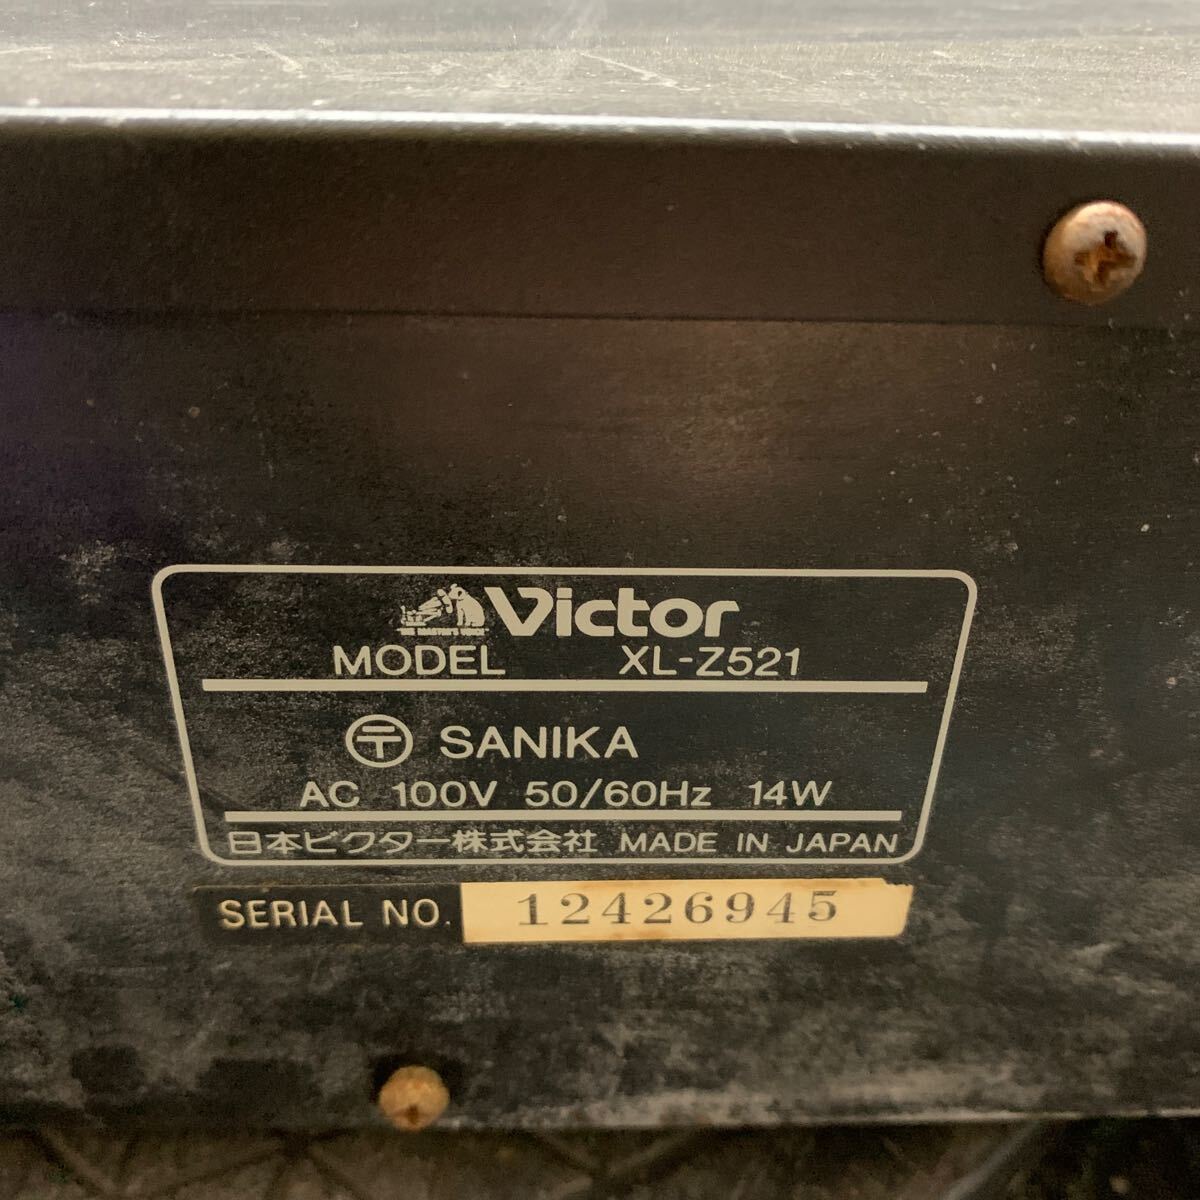 Victor
MODEL XL-Z521
〒 SANIKA
AC 100V 50/60Hz 14W
日本ビクター株式会社 MADE IN JAPAN
SERIAL NO. 12426945